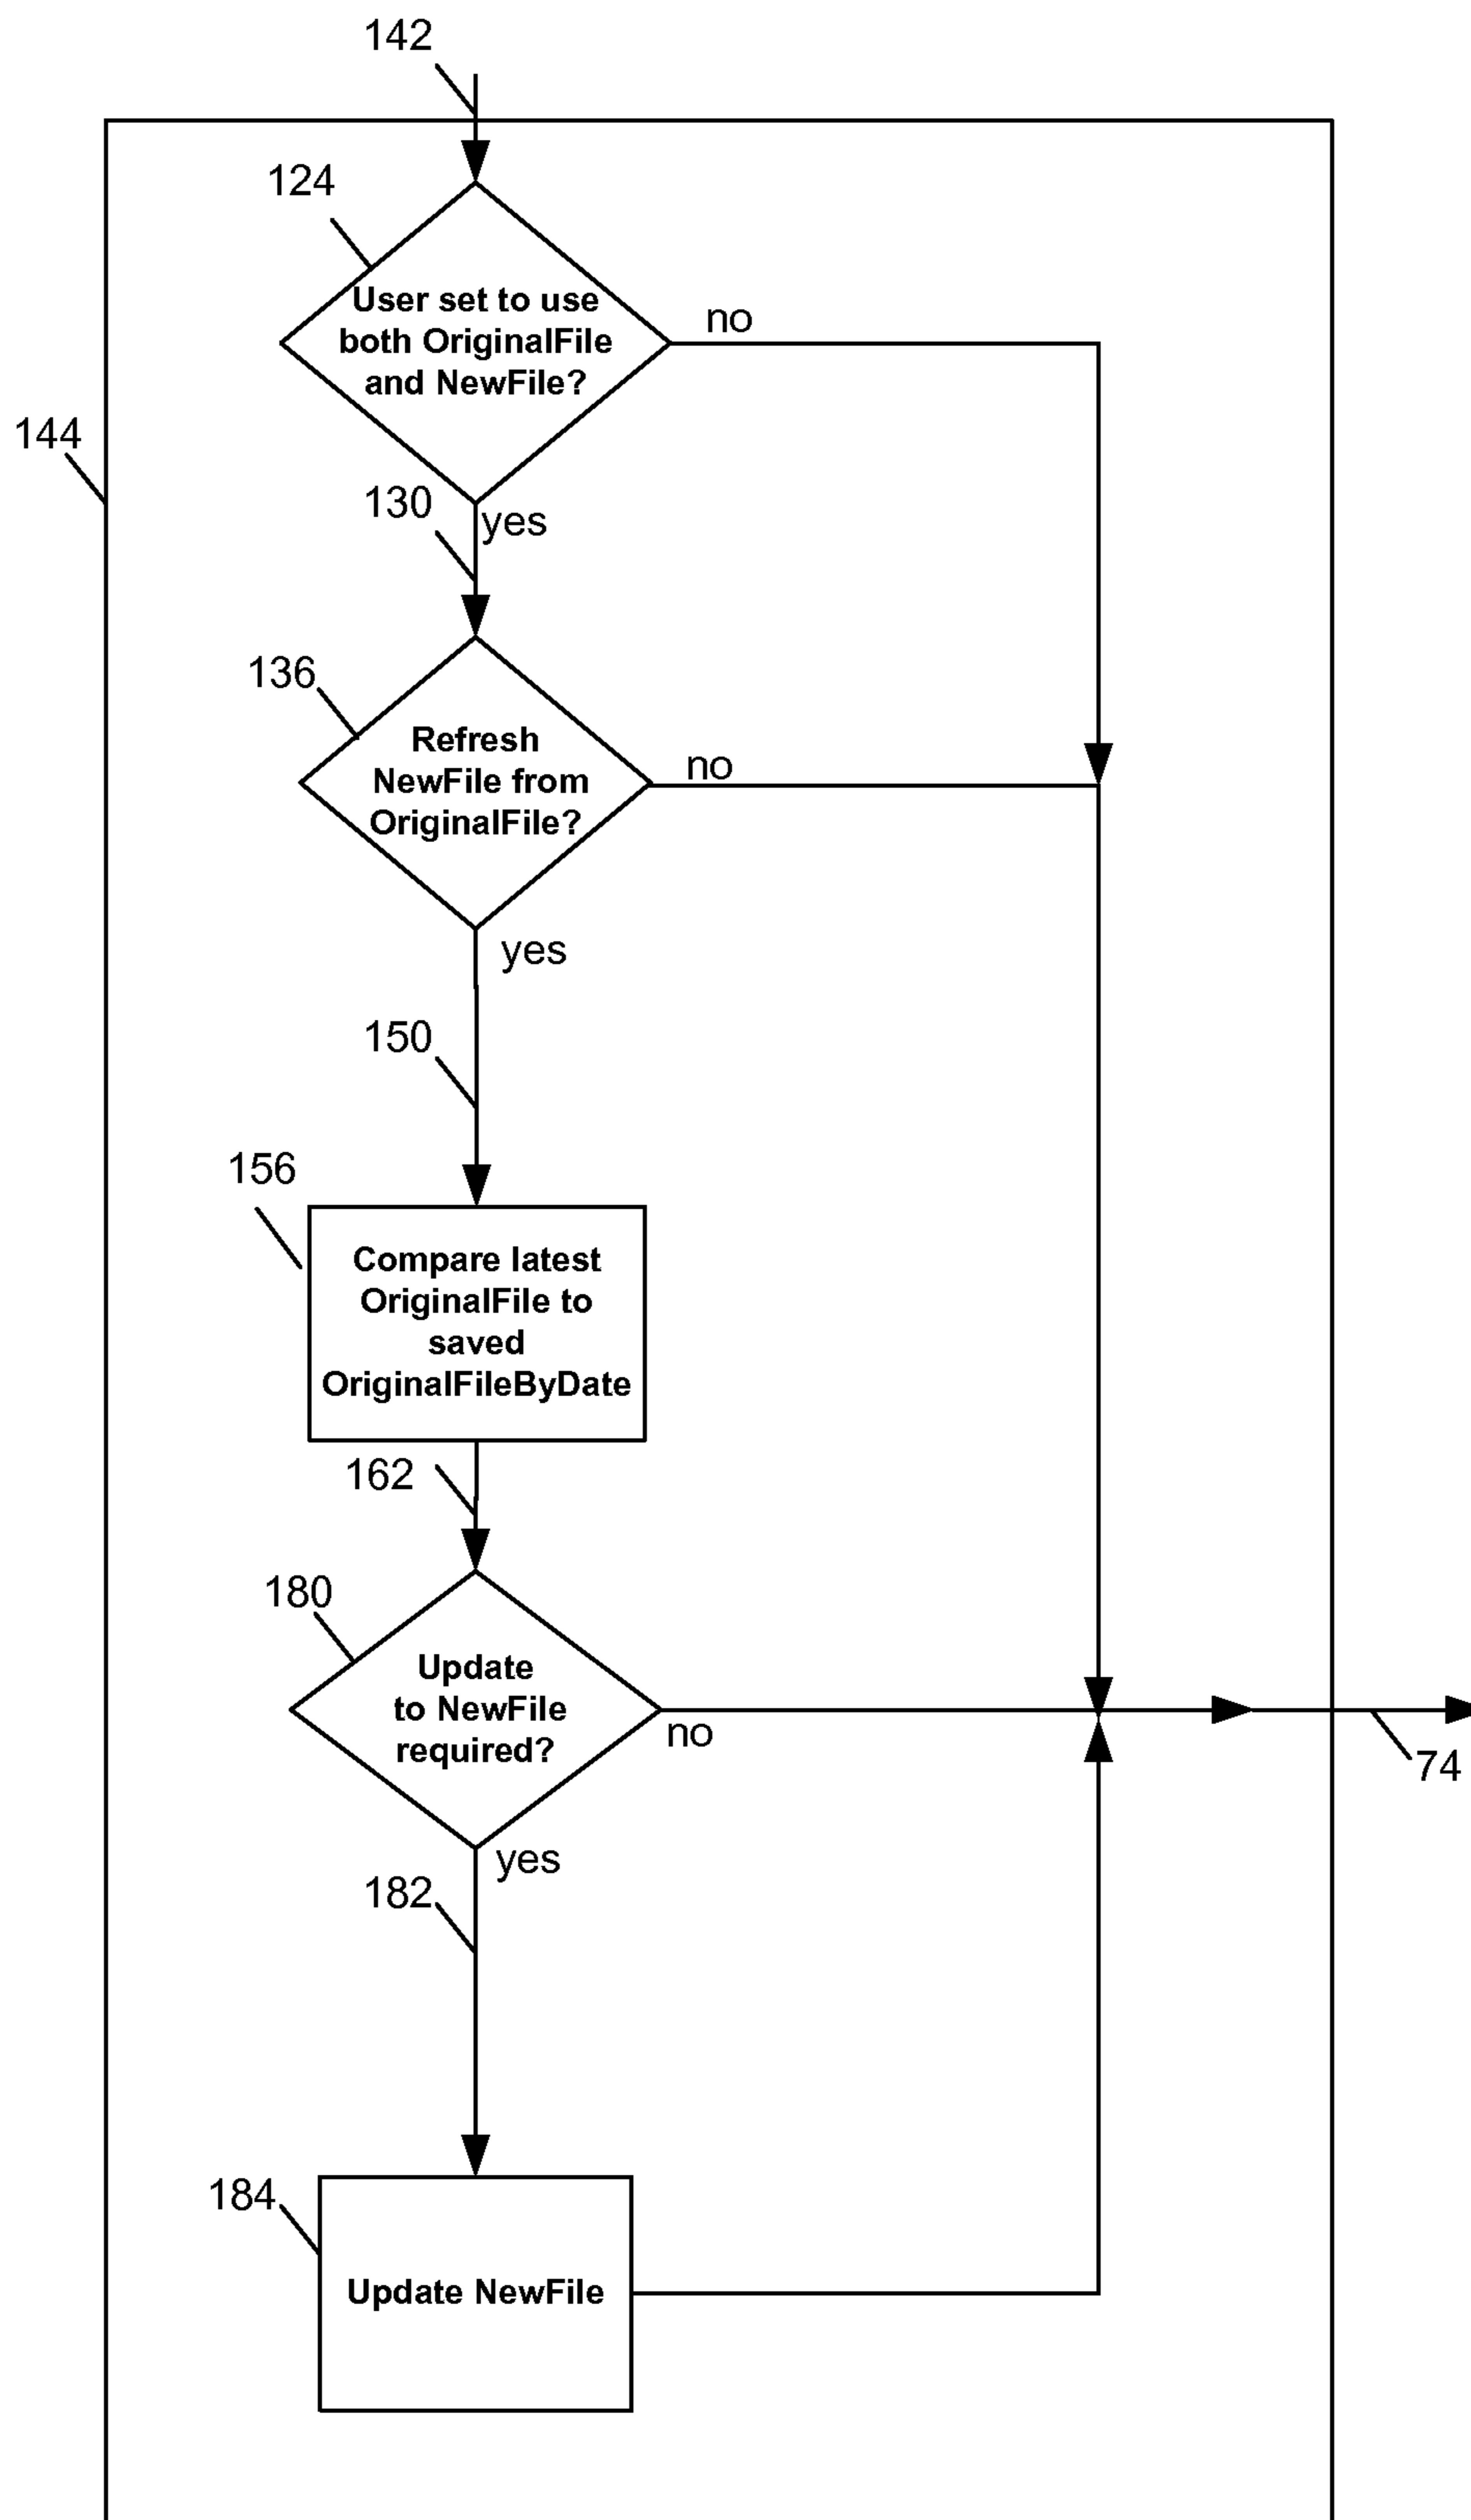 142
124
User set to use
both OriginalFile
and NewFile?
no
144
130
yes
136
Refresh
NewFile from
OriginalFile?
no
yes
150
156
Compare latest
OriginalFile to
saved
OriginalFileByDate
162
180
Update
to NewFile
required?
no
74
yes
182
184
Update NewFile